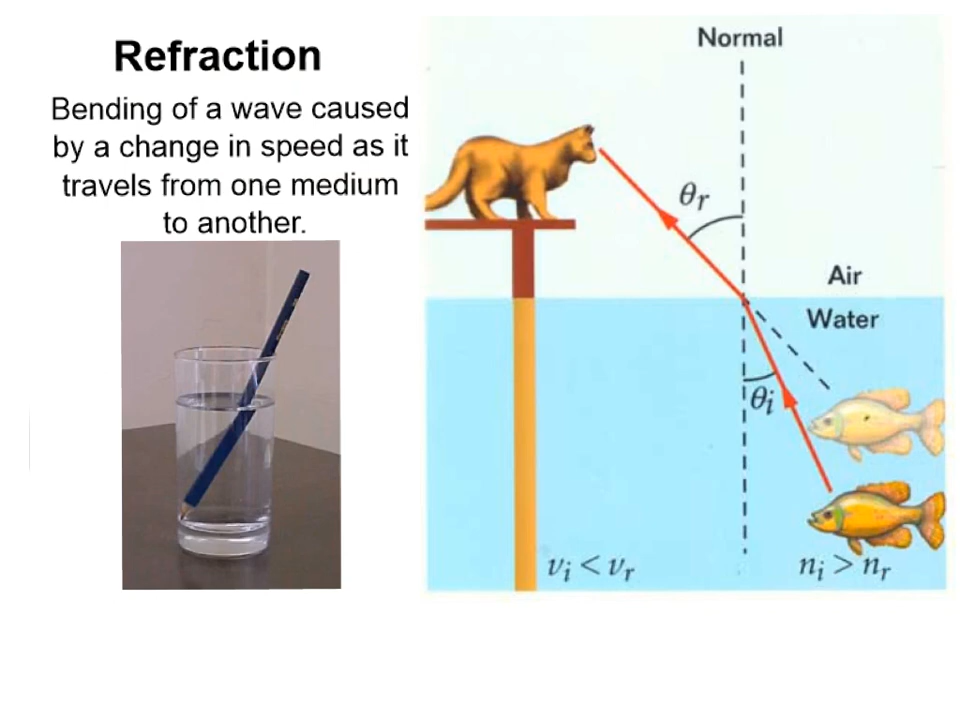 Refraction
Bending of a wave caused
by a change in speed as it
travels from one medium
to another.
Normal
θr
Air
Water
θi
vi < vr
ni > nr